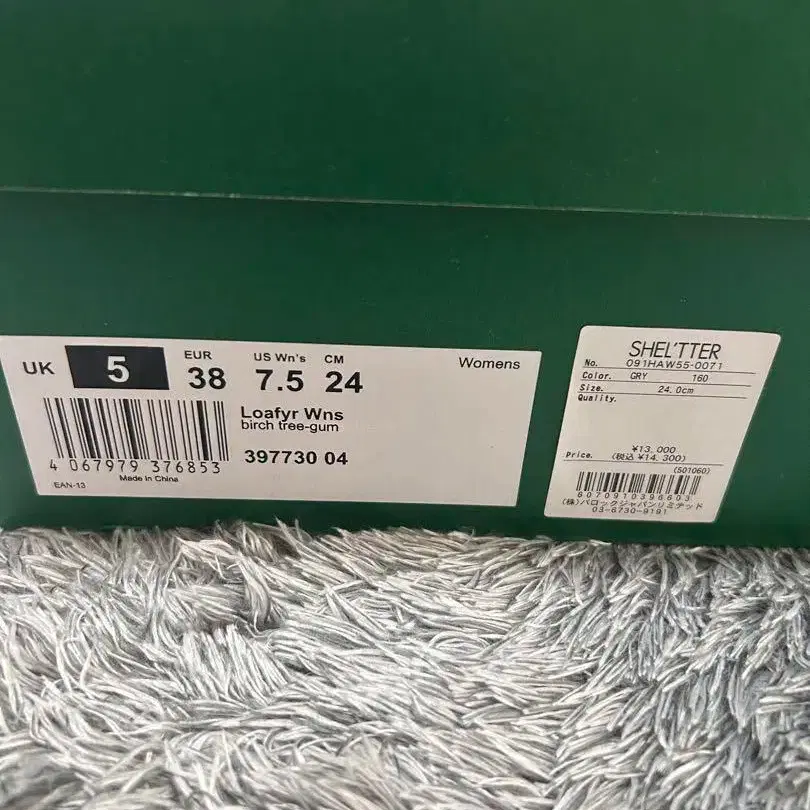 UK 5
EUR 38
US Wn's 7.5
CM 24
Womens
Loafyr Wns
birch tree-gum
397730 04
4 067979 376853
Made in China
EAN-13
SHEL'TTER
No. 091HAW55-0071
Color. GRY 160
Size. 24.0cm
Quality.
¥13,000
Price. (税込 ¥14,300)
(501060)
6070910396603
(株)バロックジャパンリミテッド
03-6730-9191